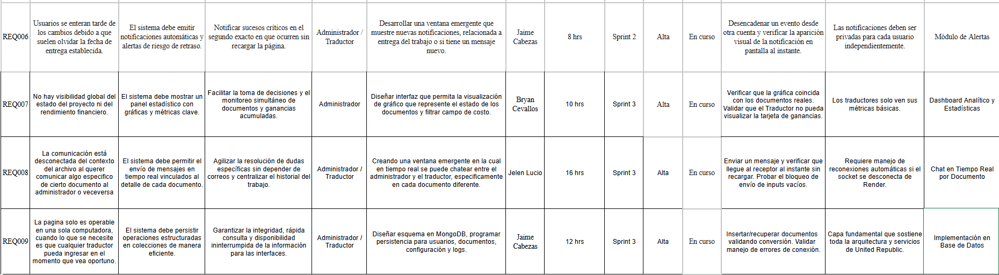 REQ006
Usuarios se enteran tarde de
los cambios debido a que
suelen olvidar la fecha de
entrega establecida.
El sistema debe emitir
notificaciones automáticas y
alertas de riesgo de retraso.
Notificar sucesos críticos en el
segundo exacto en que ocurren sin
recargar la página.
Administrador /
Traductor
Desarrollar una ventana emergente que
muestre nuevas notificaciones, relacionada a
entrega del trabajo o si tiene un mensaje
nuevo.
Jaime
Cabezas
8 hrs
Sprint 2
Alta
En curso
Desencadenar un evento desde
otra cuenta y verificar la aparición
visual de la notificación en
pantalla al instante.
Las notificaciones deben ser
privadas para cada usuario
independientemente.
Módulo de Alertas
REQ007
No hay visibilidad global del
estado del proyecto ni del
rendimiento financiero.
El sistema debe mostrar un
panel estadístico con
gráficas y métricas clave.
Facilitar la toma de decisiones y el
monitoreo simultáneo de
documentos y ganancias
acumuladas.
Administrador
Diseñar interfaz que permita la visualización
de gráfico que represente el estado de los
documentos y filtrar campo de costo.
Bryan
Cevallos
10 hrs
Sprint 3
Alta
En curso
Verificar que la gráfica coincida
con los documentos reales.
Validar que el Traductor no pueda
visualizar la tarjeta de ganancias.
Los traductores solo ven sus
métricas básicas.
Dashboard Analítico y
Estadísticas
REQ008
La comunicación está
desconectada del contexto
del archivo al querer
comunicar algo especifico
de cierto documento al
administrador o veceversa
El sistema debe permitir el
envío de mensajes en
tiempo real vinculados al
detalle de cada documento.
Agilizar la resolución de dudas
específicas sin depender de
correos y centralizar el historial del
trabajo.
Administrador /
Traductor
Creando una ventana emergente en la cual
en tiempo real se puede chatear entre el
administrador y el traductor, especificamente
en cada documento diferente.
Jelen Lucio
16 hrs
Sprint 3
Alta
En curso
Enviar un mensaje y verificar que
llegue al receptor al instante sin
recargar. Probar el bloqueo de
envío de inputs vacíos.
Requiere manejo de
reconexiones automáticas si el
socket se desconecta de
Render.
Chat en Tiempo Real
por Documento
REQ009
La pagina solo es operable
en una sola computadora,
cuando lo que se necesite
es que cualquier traductor
pueda ingresar en el
momento que vea oportuno.
El sistema debe persistir
operaciones estructuradas
en colecciones de manera
eficiente.
Garantizar la integridad, rápida
consulta y disponibilidad
ininterrumpida de la información
para las interfaces.
Administrador /
Traductor
Diseñar esquema en MongoDB, programar
persistencia para usuarios, documentos,
configuración y logs.
Jaime
Cabezas
12 hrs
Sprint 3
Alta
En curso
Insertar/recuperar documentos
validando conversión. Validar
manejo de errores de conexión.
Capa fundamental que sostiene
toda la arquitectura y servicios
de United Republic.
Implementación en
Base de Datos